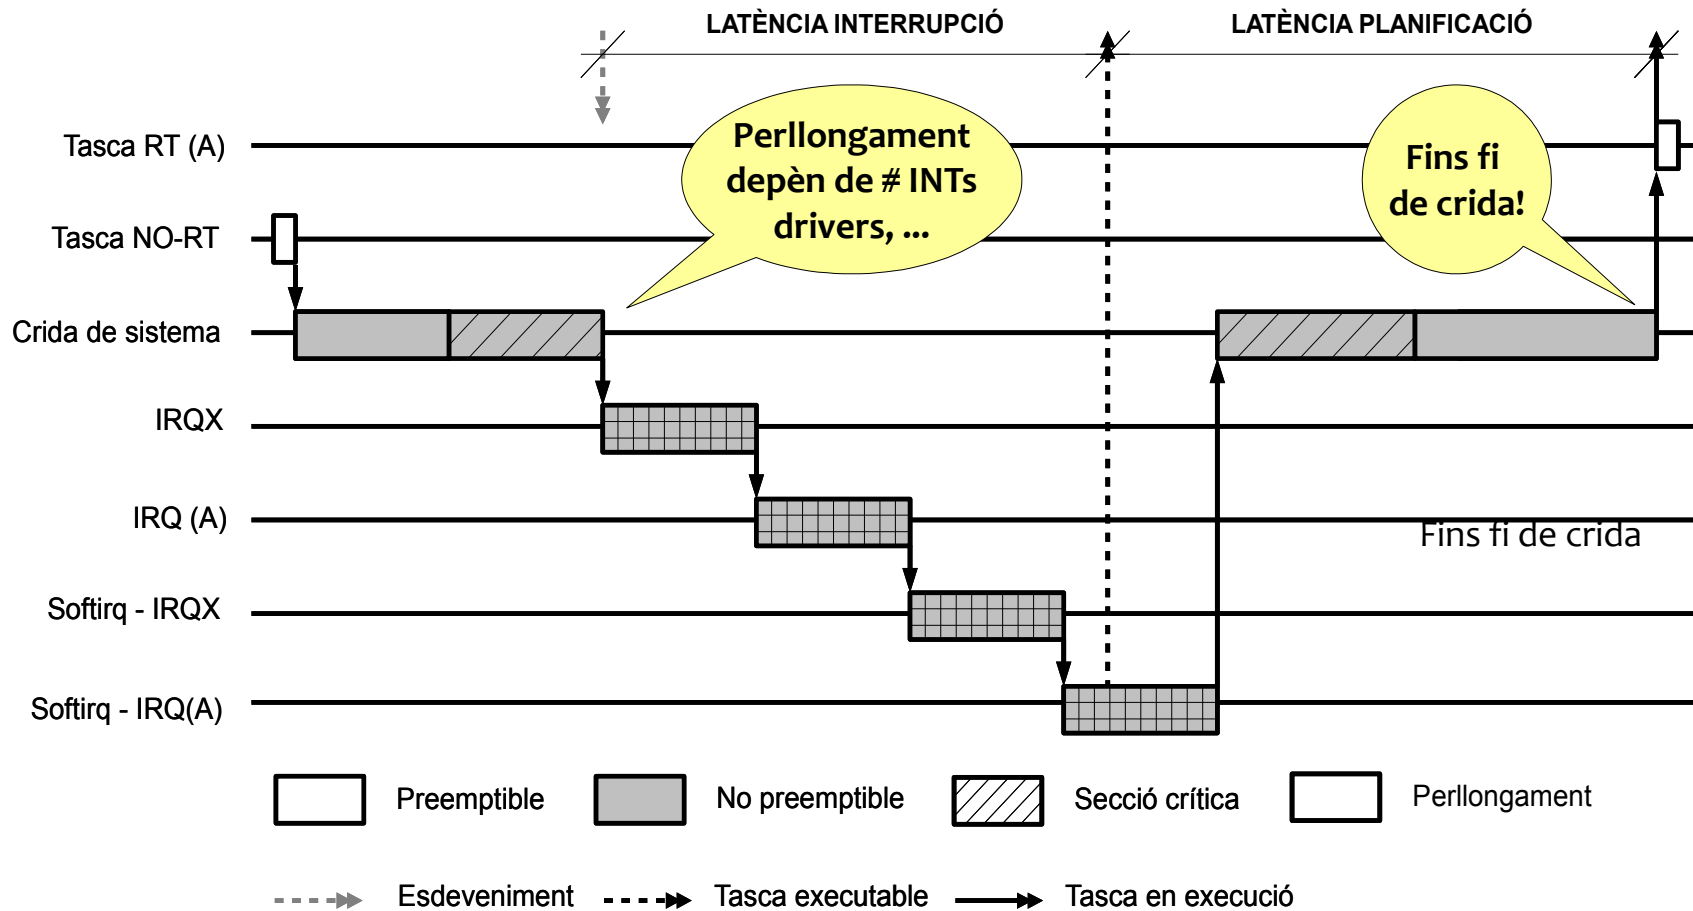 LATÈNCIA INTERRUPCIÓ
LATÈNCIA PLANIFICACIÓ
Tasca RT (A)
Perllongament
depèn de # INTs
drivers, ...
Fins fi
de crida!
Tasca NO-RT
Crida de sistema
IRQX
IRQ (A)
Fins fi de crida
Softirq - IRQX
Softirq - IRQ(A)
Preemptible
No preemptible
Secció crítica
Perllongament
Esdeveniment
Tasca executable
Tasca en execució